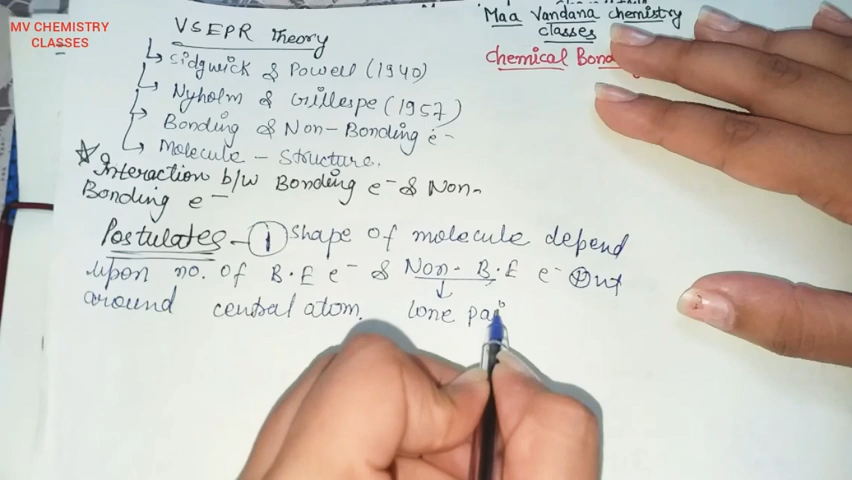 MV CHEMISTRY
CLASSES
VSEPR Theory
Maa Vandana chemistry
classes
Chemical Bond
Sidgwick & Powell (1940)
Nyholm & Gillespe (1957)
Bonding & Non-Bonding e-
Molecule - Structure.
Interaction b/w Bonding e- & Non-
Bonding e-
Postulates - 1 Shape of molecule depend
upon no. of B.E e- & Non-B.E e-
around central atom.
lone pai